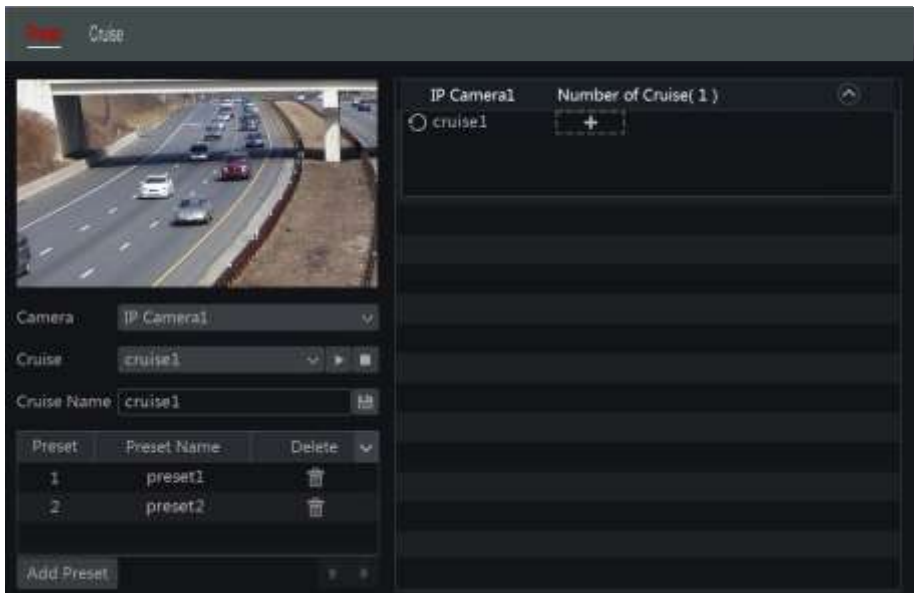 Preset Cruise
IP Camera1 Number of Cruise( 1 )
cruise1
Camera IP Camera1
Cruise cruise1
Cruise Name cruise1
Preset Preset Name Delete
1 preset1
2 preset2
Add Preset